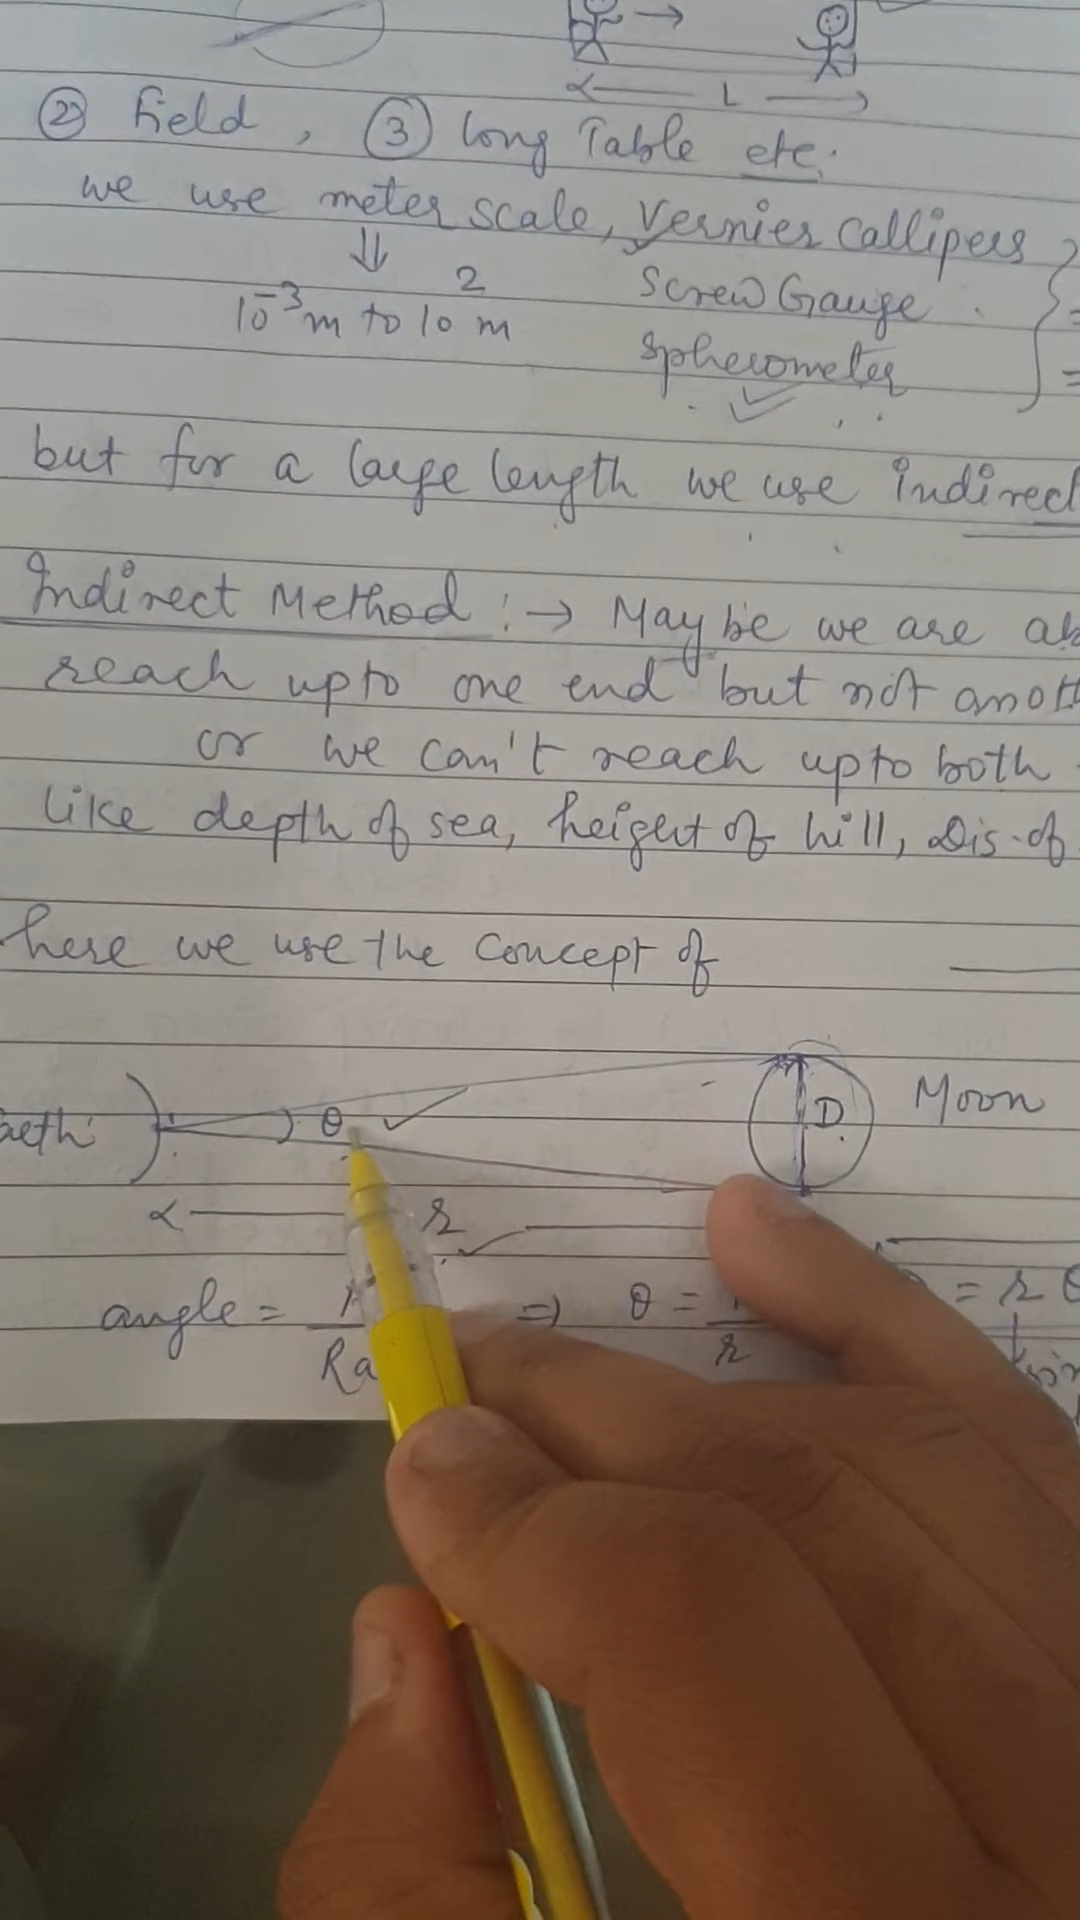 L
② field, ③ long Table etc.
we use meter scale, Vernier Callipers
⇓ Screw Gauge
10⁻³m to 10²m
Spherometer
but for a large length we use indirect
Indirect Method :→ Maybe we are
reach upto one end but not
or we can't reach upto both
like depth of sea, height of hill, Dis. of
here we use the concept of
θ D Moon
r
angle = ⇒ θ = = r θ
Ra r